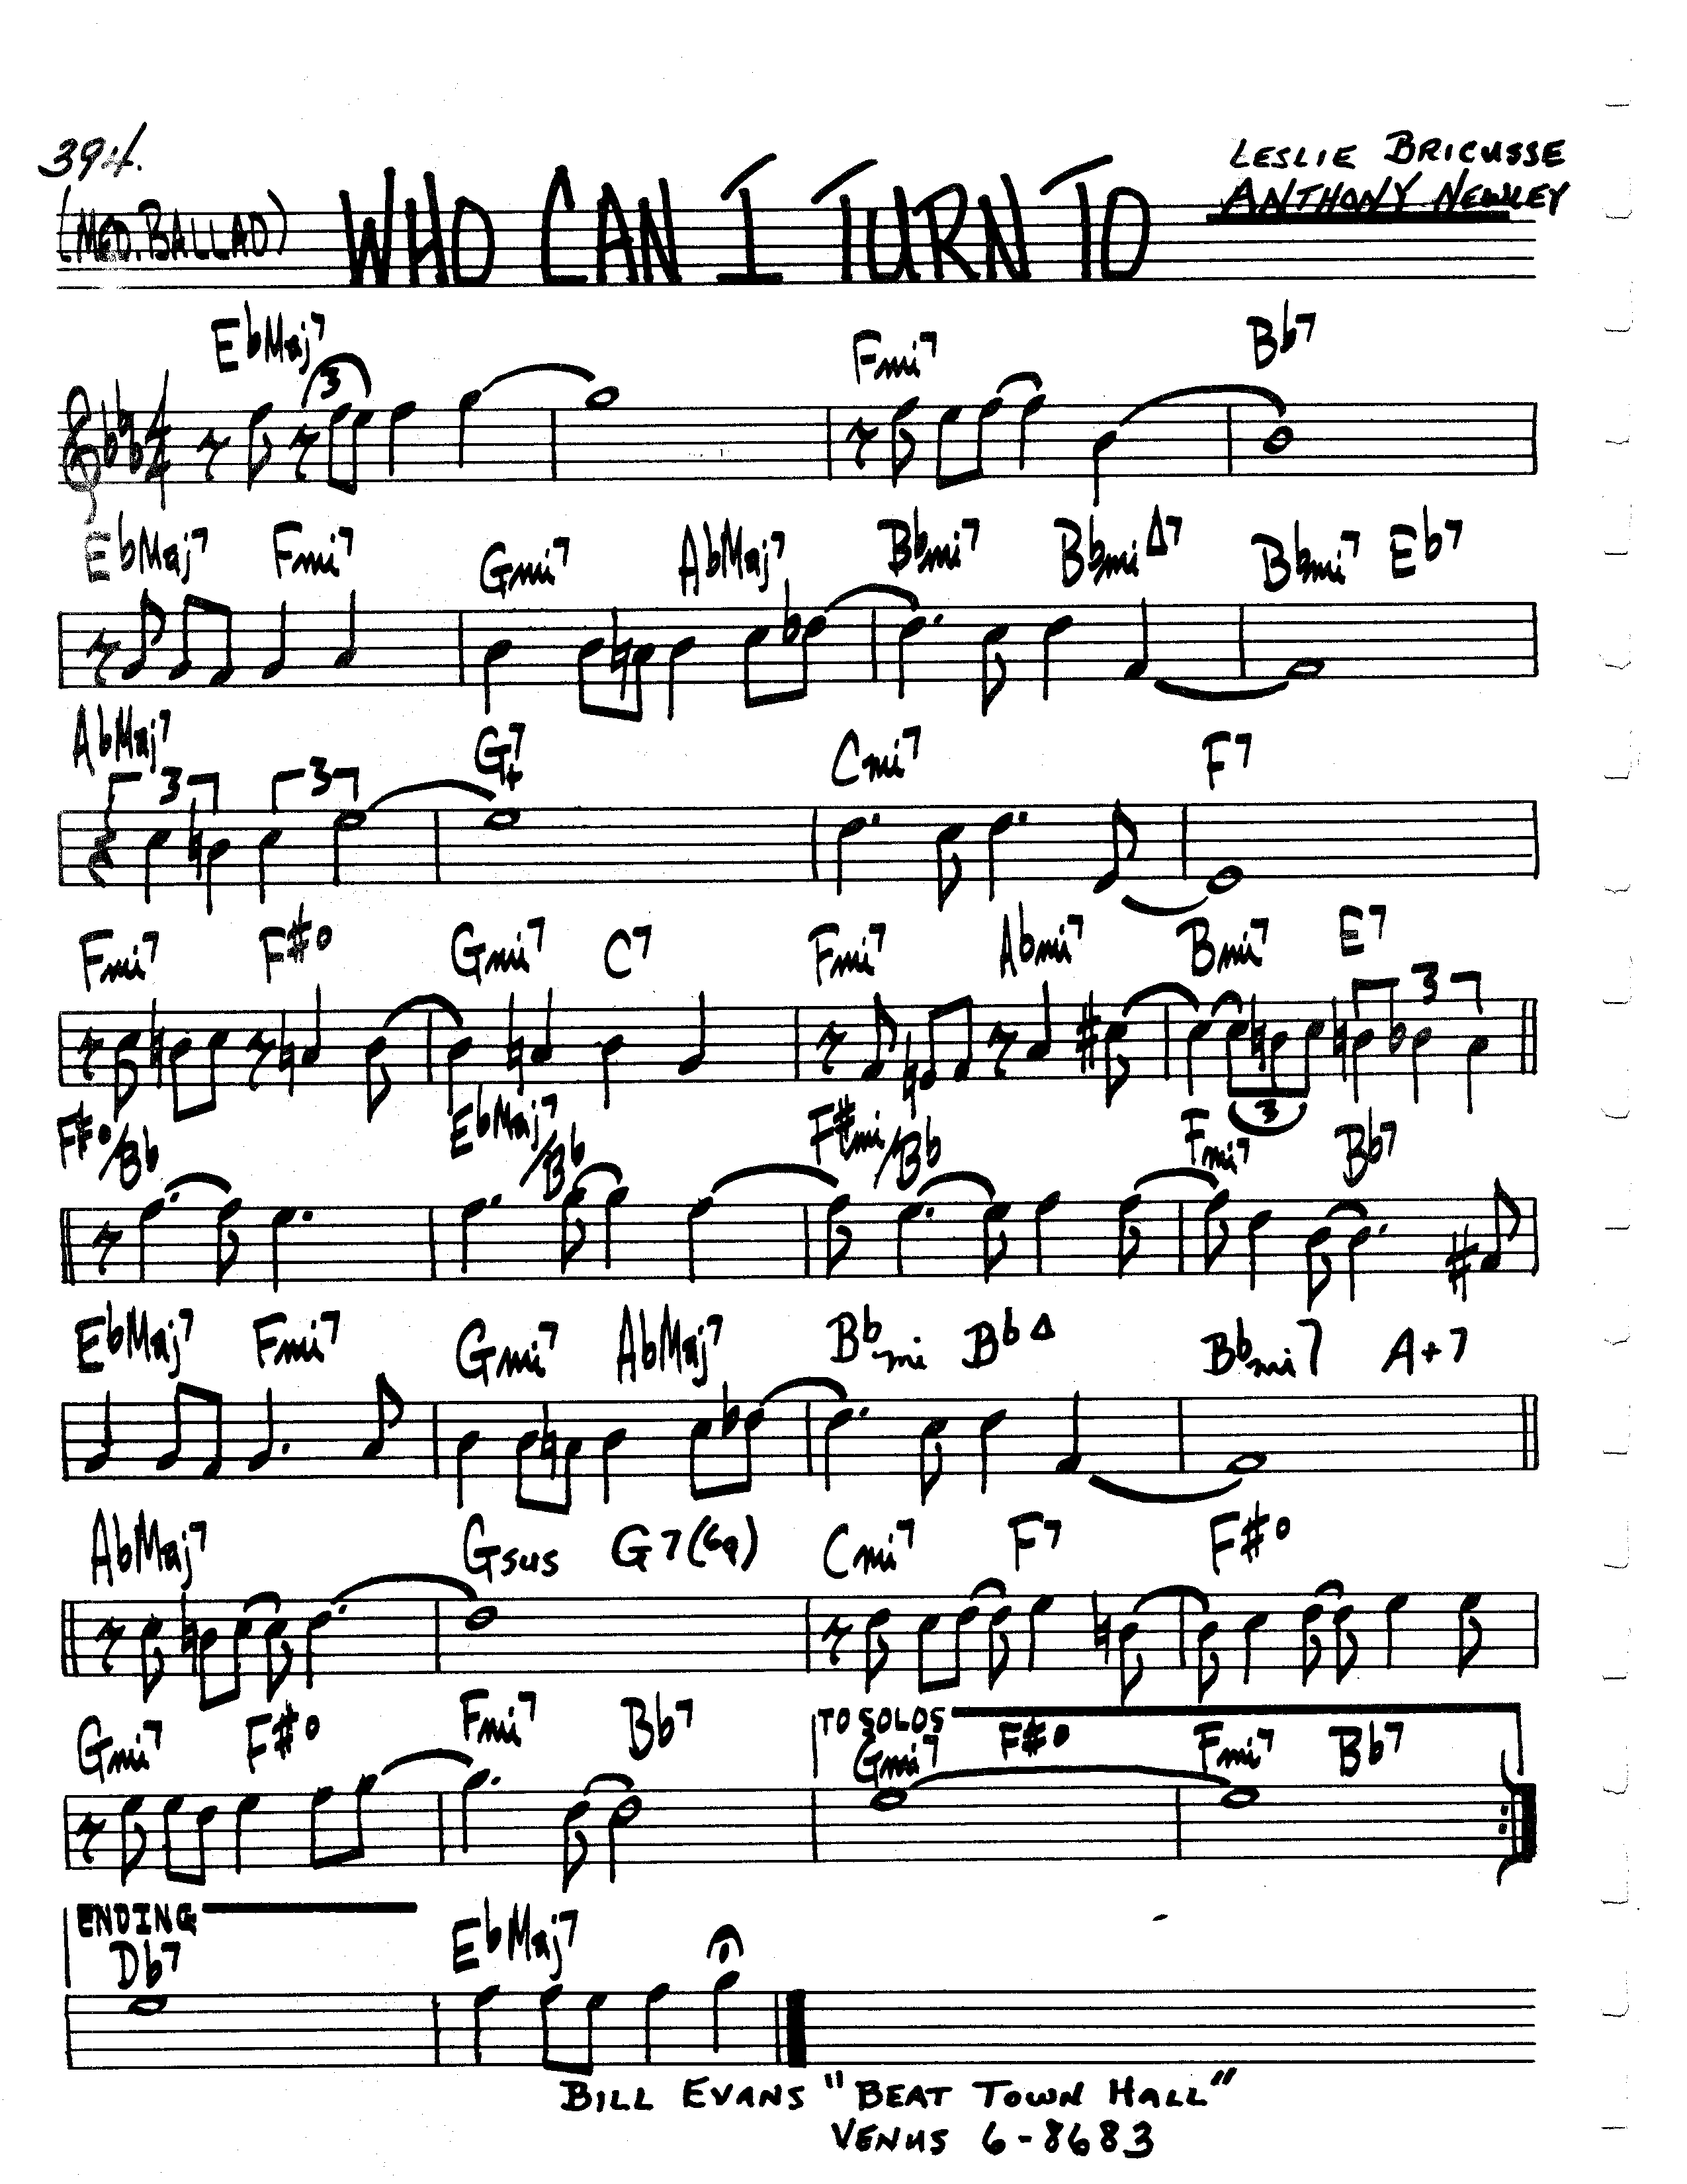 394.
LESLIE BRICUSSE
(MED. BALLAD) WHO CAN I TURN TO ANTHONY NEWLEY
EbMaj7 Fmi7 Bb7
3
4/4
EbMaj7 Fmi7 Gmi7 AbMaj7 Bbmi7 BbmiΔ7 Bbmi7 Eb7
AbMaj7 G7+ Cmi7 F7
3 3
Fmi7 F#o Gmi7 C7 Fmi7 Abmi7 Bmi7 E7
3
3
F#o/Bb EbMaj7/Bb F#mi/Bb Fmi7 Bb7
EbMaj7 Fmi7 Gmi7 AbMaj7 Bbmi BbΔ Bbmi7 A+7
AbMaj7 Gsus G7(b9) Cmi7 F7 F#o
TO SOLOS
Gmi7 F#o Fmi7 Bb7 Gmi7 F#o Fmi7 Bb7
ENDING
Db7 EbMaj7
BILL EVANS "BEAT TOWN HALL"
VENUS 6-8683